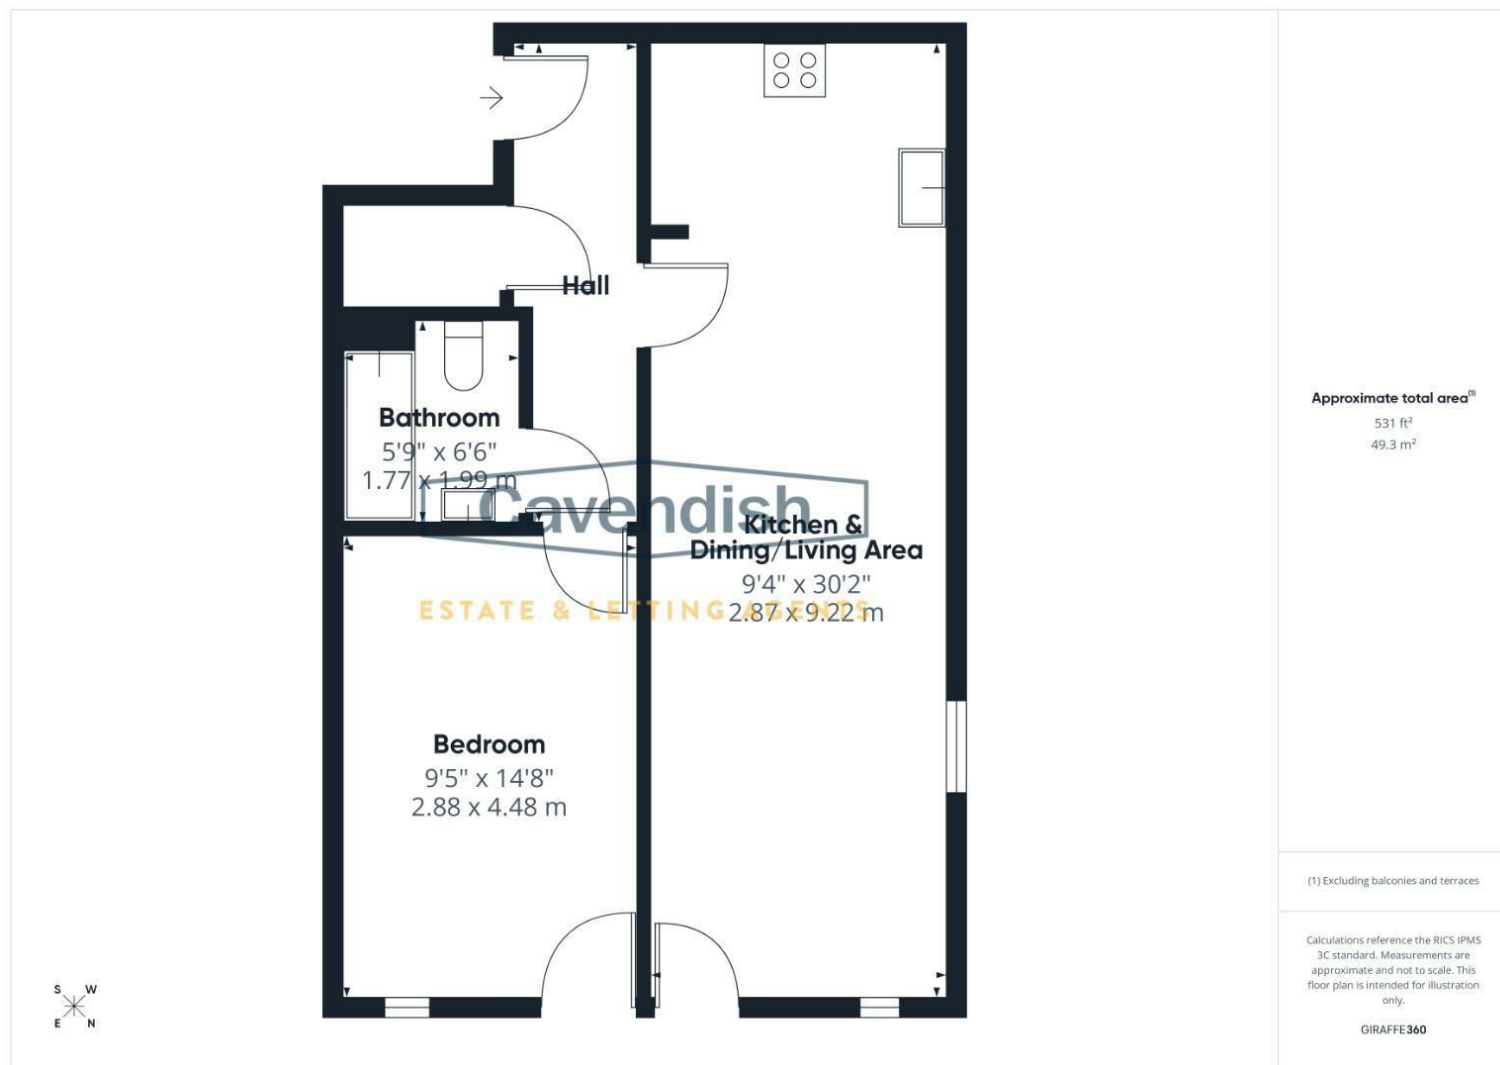 Hall
Bathroom
5'9" x 6'6"
1.77 x 1.99 m
Cavendish
ESTATE & LETTING AGENTS
Kitchen &
Dining/Living Area
9'4" x 30'2"
2.87 x 9.22 m
Bedroom
9'5" x 14'8"
2.88 x 4.48 m
S W
E N
Approximate total area(1)
531 ft²
49.3 m²
(1) Excluding balconies and terraces
Calculations reference the RICS IPMS
3C standard. Measurements are
approximate and not to scale. This
floor plan is intended for illustration
only.
GIRAFFE360